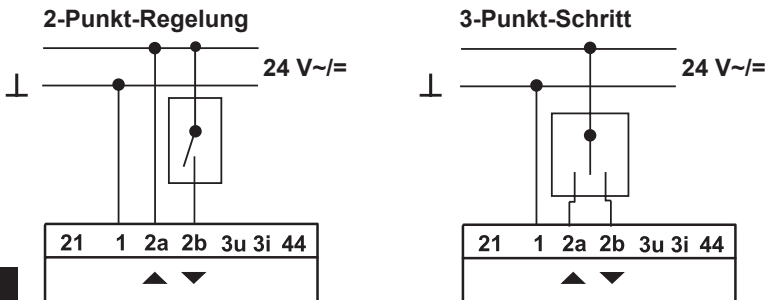 2-Punkt-Regelung
24 V~/=
⊥
21 1 2a 2b 3u 3i 44
▲ ▼
3-Punkt-Schritt
24 V~/=
⊥
21 1 2a 2b 3u 3i 44
▲ ▼